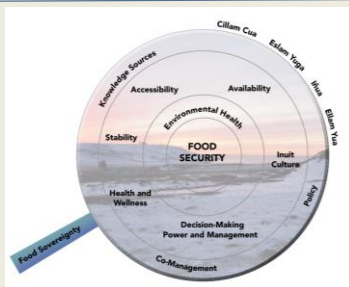 Cillam Cua
Eslam Yuga
Iñua
Ellam Yua
Knowledge Sources
Accessibility
Availability
Environmental Health
Stability
FOOD
SECURITY
Inuit
Culture
Health and
Wellness
Policy
Decision-Making
Power and Management
Co-Management
Food Sovereignty